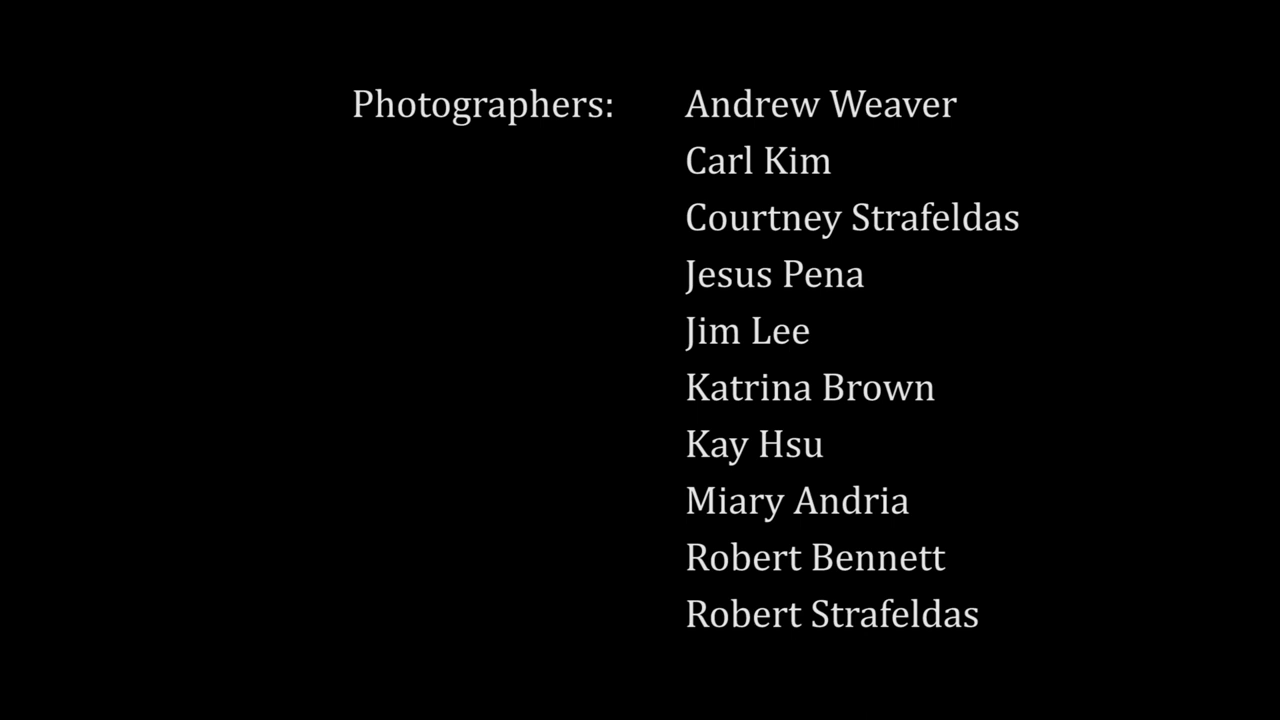 Photographers: Andrew Weaver
Carl Kim
Courtney Strafeldas
Jesus Pena
Jim Lee
Katrina Brown
Kay Hsu
Miary Andria
Robert Bennett
Robert Strafeldas